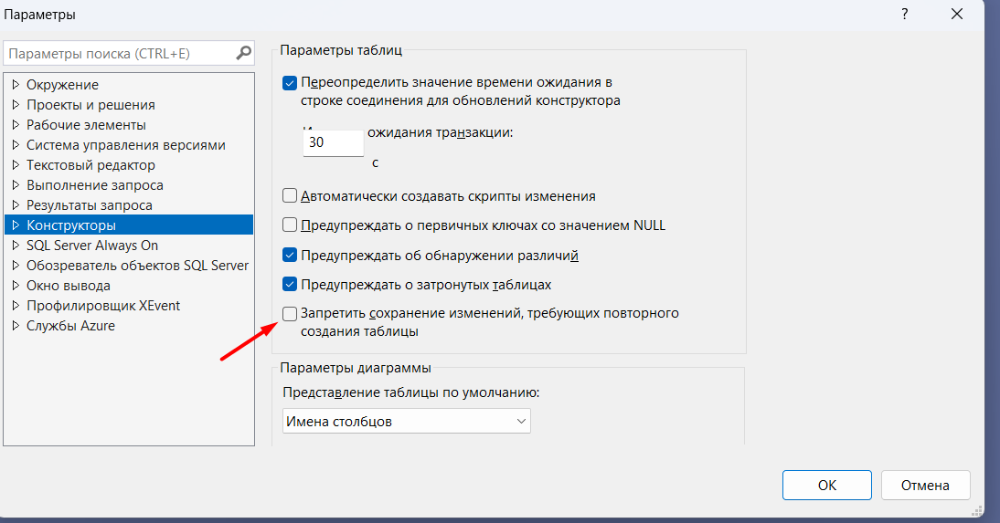 Параметры
Параметры поиска (CTRL+E)
Окружение
Проекты и решения
Рабочие элементы
Система управления версиями
Текстовый редактор
Выполнение запроса
Результаты запроса
Конструкторы
SQL Server Always On
Обозреватель объектов SQL Server
Окно вывода
Профилировщик XEvent
Службы Azure
Параметры таблиц
Переопределить значение времени ожидания в
строке соединения для обновлений конструктора
ожидания транзакции:
30
с
Автоматически создавать скрипты изменения
Предупреждать о первичных ключах со значением NULL
Предупреждать об обнаружении различий
Предупреждать о затронутых таблицах
Запретить сохранение изменений, требующих повторного
создания таблицы
Параметры диаграммы
Представление таблицы по умолчанию:
Имена столбцов
ОК
Отмена